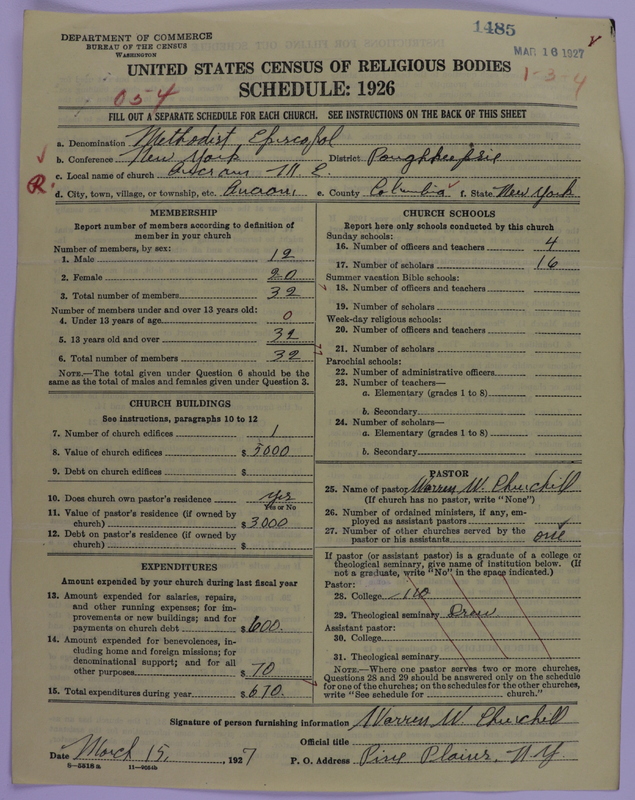 DEPARTMENT OF COMMERCE
BUREAU OF THE CENSUS
WASHINGTON
1485
MAR 16 1927
1-3-4
054
UNITED STATES CENSUS OF RELIGIOUS BODIES
SCHEDULE: 1926
FILL OUT A SEPARATE SCHEDULE FOR EACH CHURCH. SEE INSTRUCTIONS ON THE BACK OF THIS SHEET
a. Denomination Methodist Episcopal
b. Conference New York District Poughkeepsie
c. Local name of church Ancram M. E.
R
d. City, town, village, or township, etc. Ancram, e. County Columbia f. State New York
MEMBERSHIP
Report number of members according to definition of
member in your church
Number of members, by sex:
1. Male 12
2. Female 20
3. Total number of members 32
Number of members under and over 13 years old:
4. Under 13 years of age 0
5. 13 years old and over 32
6. Total number of members 32
NOTE.—The total given under Question 6 should be
same as the total of males and females given under Question 3.
CHURCH BUILDINGS
See instructions, paragraphs 10 to 12
7. Number of church edifices 1
8. Value of church edifices $ 5000
9. Debt on church edifices $
10. Does church own pastor's residence yes
Yes or No
11. Value of pastor's residence (if owned by
church) $ 3000
12. Debt on pastor's residence (if owned by
church) $
EXPENDITURES
Amount expended by your church during last fiscal year
13. Amount expended for salaries, repairs,
and other running expenses; for im-
provements or new buildings; and for
payments on church debt $ 600.
14. Amount expended for benevolences, in-
cluding home and foreign missions; for
denominational support; and for all
other purposes $ 70
15. Total expenditures during year $ 670.
CHURCH SCHOOLS
Report here only schools conducted by this church
Sunday schools:
16. Number of officers and teachers 4
17. Number of scholars 16
Summer vacation Bible schools:
18. Number of officers and teachers
19. Number of scholars
Week-day religious schools:
20. Number of officers and teachers
21. Number of scholars
Parochial schools:
22. Number of administrative officers
23. Number of teachers—
a. Elementary (grades 1 to 8)
b. Secondary
24. Number of scholars—
a. Elementary (grades 1 to 8)
b. Secondary
PASTOR
25. Name of pastor Warren W. Churchill
(If church has no pastor, write "None")
26. Number of ordained ministers, if any, em-
ployed as assistant pastors
27. Number of other churches served by the
pastor or his assistants one
If pastor (or assistant pastor) is a graduate of a college or
theological seminary, give name of institution below. (If
not a graduate, write "No" in the space indicated.)
Pastor:
28. College no
29. Theological seminary Drew
Assistant pastor:
30. College
31. Theological seminary
NOTE.—Where one pastor serves two or more churches,
Questions 28 and 29 should be answered only on the schedule
for one of the churches; on the schedules for the other churches,
write "See schedule for church."
Signature of person furnishing information Warren W. Churchill
Official title
Date March 15, 1927 P. O. Address Pine Plains, N.Y.
6-5518a 11-9054b